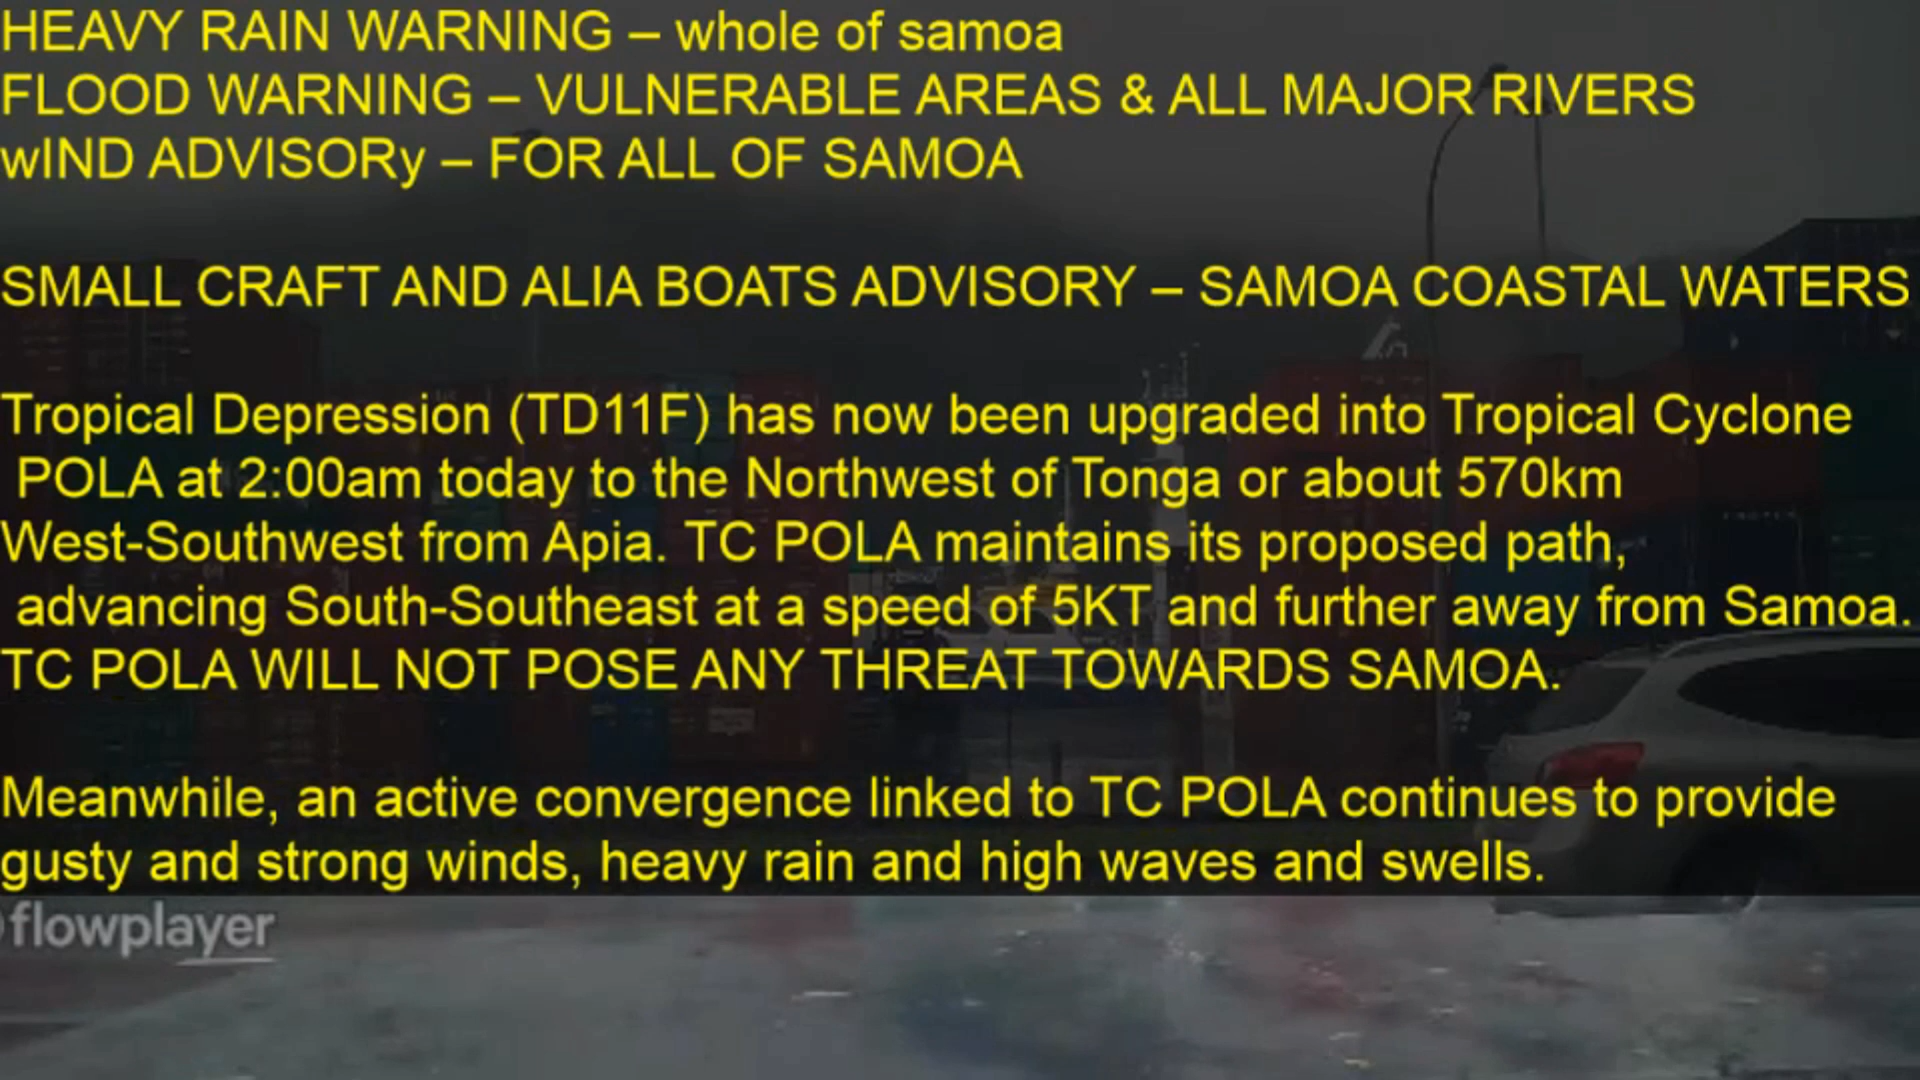 HEAVY RAIN WARNING – whole of samoa
FLOOD WARNING – VULNERABLE AREAS & ALL MAJOR RIVERS
wIND ADVISORy – FOR ALL OF SAMOA
SMALL CRAFT AND ALIA BOATS ADVISORY – SAMOA COASTAL WATERS
Tropical Depression (TD11F) has now been upgraded into Tropical Cyclone
POLA at 2:00am today to the Northwest of Tonga or about 570km
West-Southwest from Apia. TC POLA maintains its proposed path,
advancing South-Southeast at a speed of 5KT and further away from Samoa.
TC POLA WILL NOT POSE ANY THREAT TOWARDS SAMOA.
Meanwhile, an active convergence linked to TC POLA continues to provide
gusty and strong winds, heavy rain and high waves and swells.
flowplayer